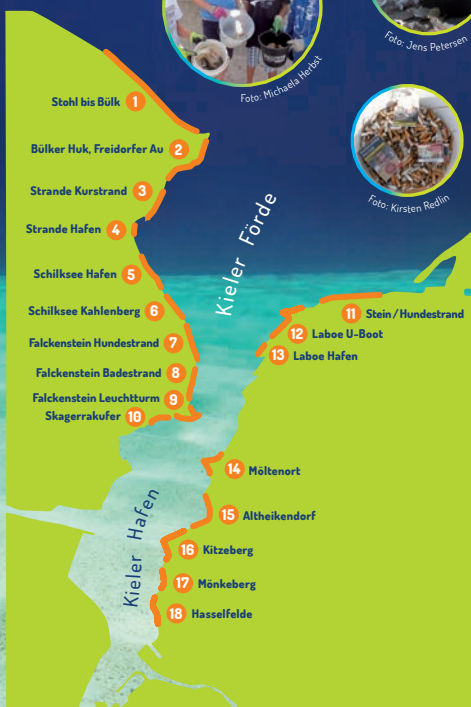 Foto: Michaela Herbst
Foto: Jens Petersen
Foto: Kirsten Redlin
Stohl bis Bülk 1
Bülker Huk, Freidorfer Au 2
Strande Kurstrand 3
Strande Hafen 4
Schilksee Hafen 5
Schilksee Kahlenberg 6
Falckenstein Hundestrand 7
Falckenstein Badestrand 8
Falckenstein Leuchtturm 9
Skagerrakufer 10
Kieler Förde
11 Stein / Hundestrand
12 Laboe U-Boot
13 Laboe Hafen
14 Möltenort
15 Altheikendorf
16 Kitzeberg
17 Mönkeberg
18 Hasselfelde
Kieler Hafen